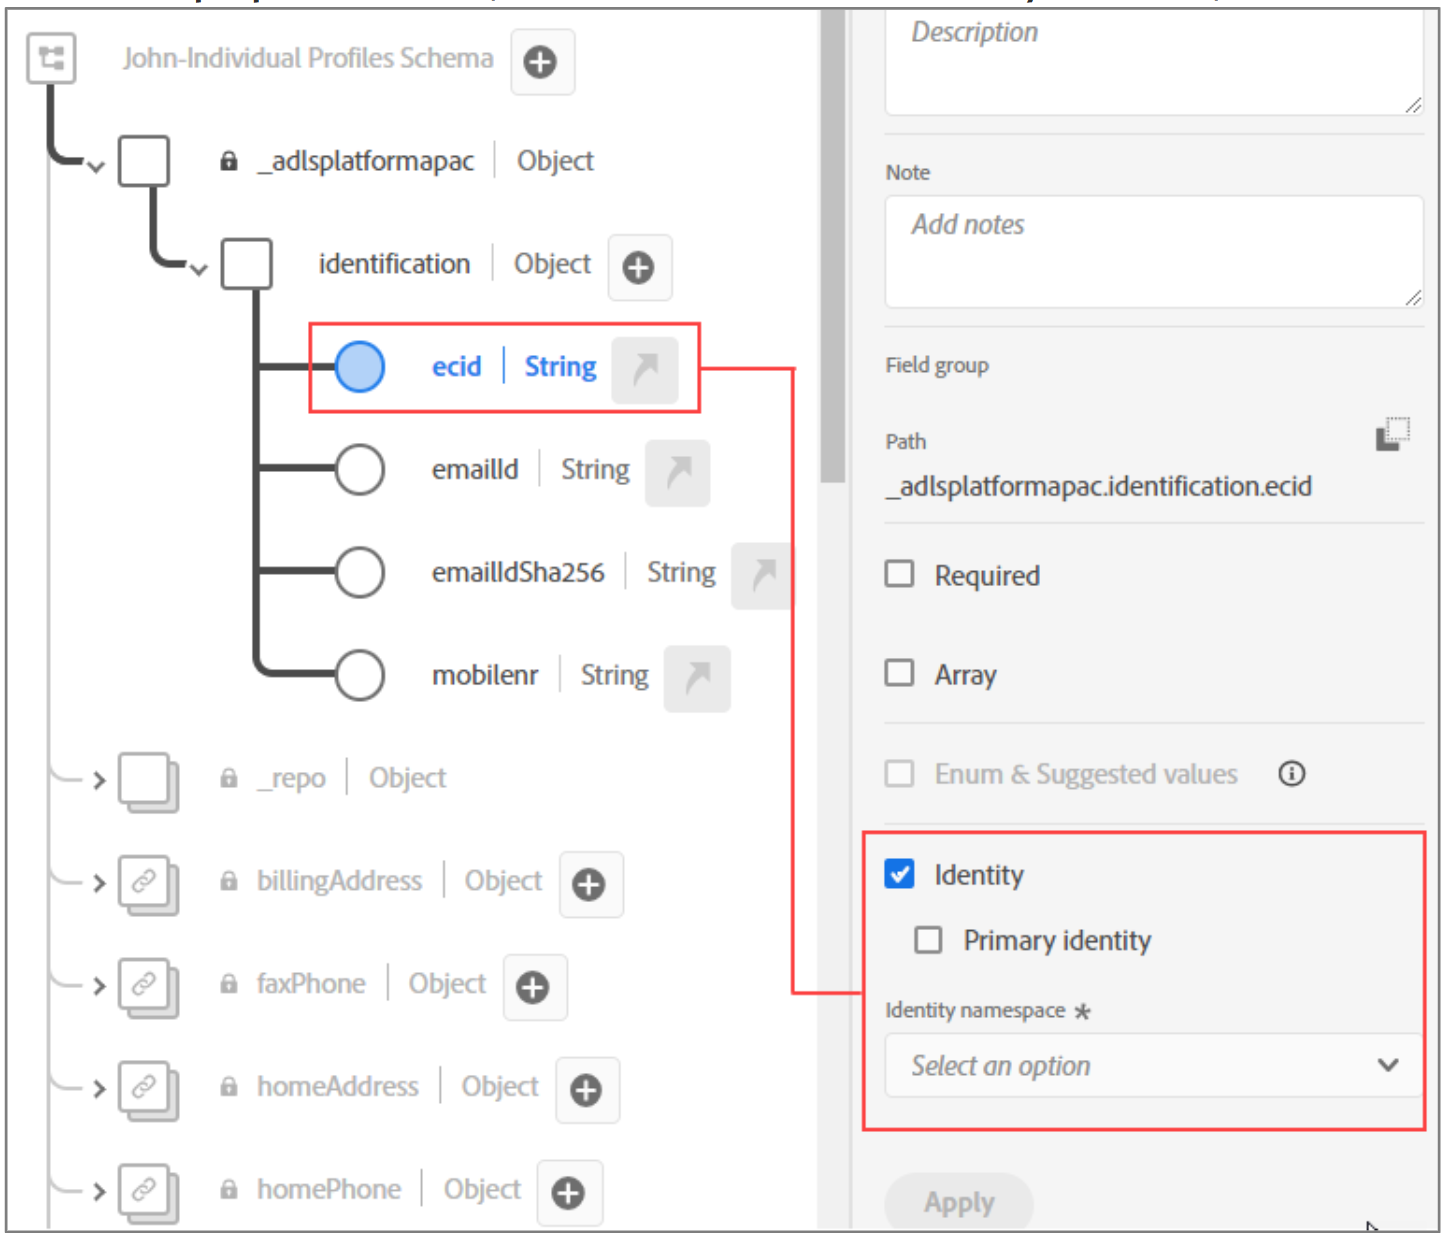 John-Individual Profiles Schema
_adlsplatformapac Object
identification Object
ecid String
emailId String
emailIdSha256 String
mobilenr String
_repo Object
billingAddress Object
faxPhone Object
homeAddress Object
homePhone Object
Description
Note
Add notes
Field group
Path
_adlsplatformapac.identification.ecid
Required
Array
Enum & Suggested values
Identity
Primary identity
Identity namespace *
Select an option
Apply